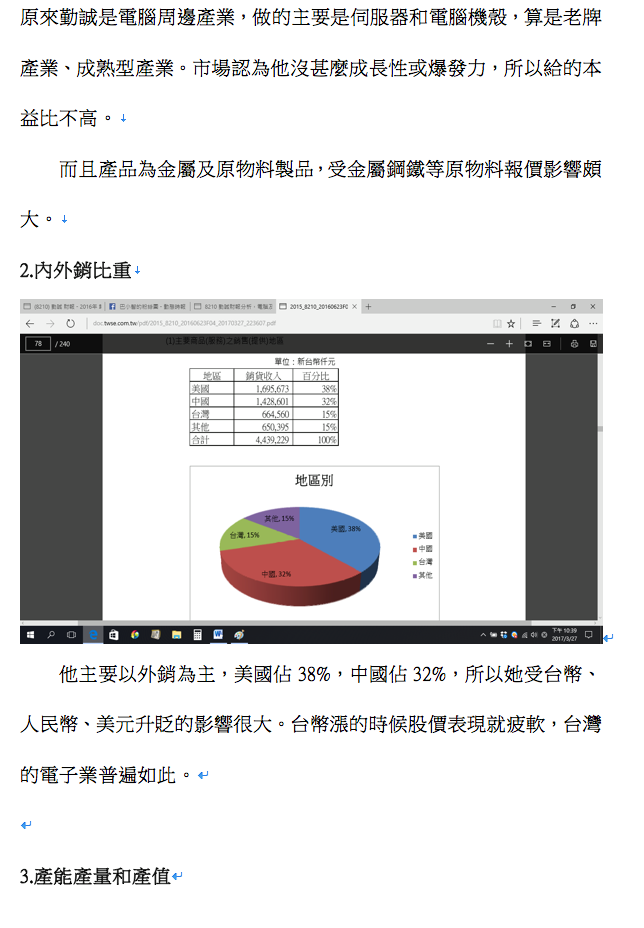 原來勤誠是電腦周邊產業，做的主要是伺服器和電腦機殼，算是老牌
產業、成熟型產業。市場認為他沒甚麼成長性或爆發力，所以給的本
益比不高。
而且產品為金屬及原物料製品，受金屬鋼鐵等原物料報價影響頗
大。
2.內外銷比重
(8210) 勤誠 財報 - 2016年 8210 勤誠財報分析 - 電腦五 2015_8210_20160623F0
doc.twse.com.tw/pdf/2015_8210_20160623F04_20170327_223607.pdf
78 / 240
(1)主要商品(服務)之銷售(提供)地區
單位：新台幣仟元
地區 銷貨收入 百分比
美國 1,695,673 38%
中國 1,428,601 32%
台灣 664,560 15%
其他 650,395 15%
合計 4,439,229 100%
地區別
其他, 15%
美國, 38%
台灣, 15%
中國, 32%
美國
中國
台灣
其他
下午 10:39
2017/3/27
他主要以外銷為主，美國佔 38%，中國佔 32%，所以她受台幣、
人民幣、美元升貶的影響很大。台幣漲的時候股價表現就疲軟，台灣
的電子業普遍如此。
3.產能產量和產值